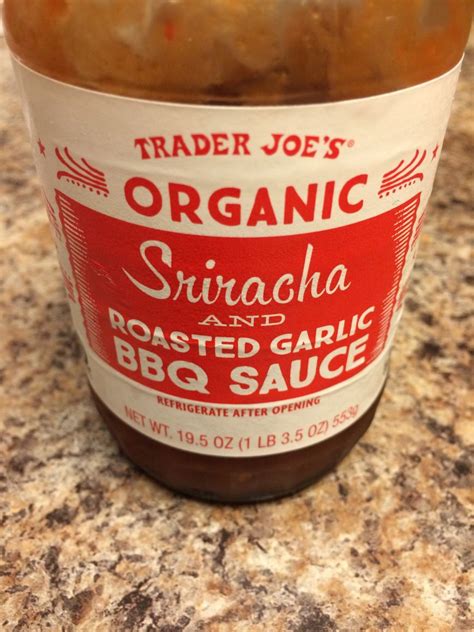 TRADER JOE'S®
ORGANIC
Sriracha
AND
ROASTED GARLIC
BBQ SAUCE
REFRIGERATE AFTER OPENING
NET WT. 19.5 OZ (1 LB 3.5 OZ) 553g